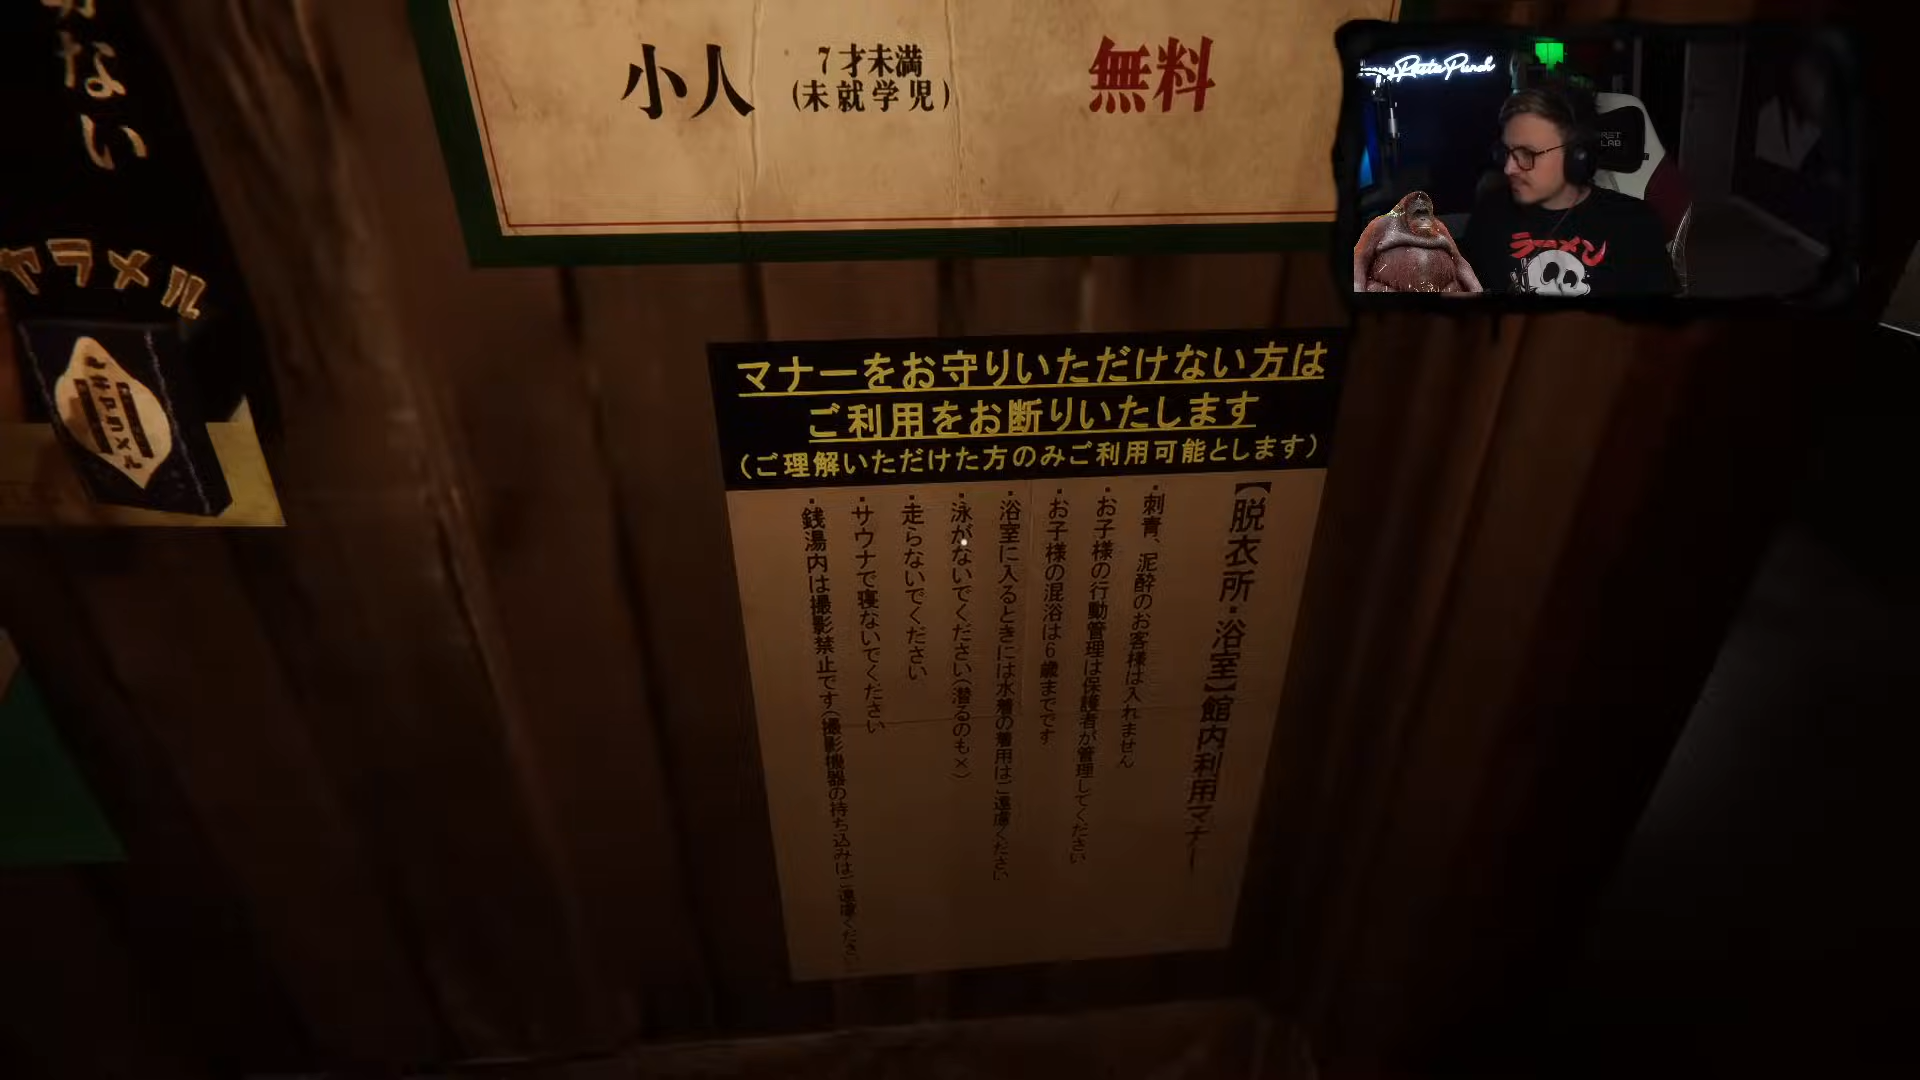 ない
ャラメル
キャラメル
小人
7才未満
(未就学児)
無料
マナーをお守りいただけない方は
ご利用をお断りいたします
(ご理解いただけた方のみご利用可能とします)
【脱衣所・浴室】館内利用マナー
・刺青、泥酔のお客様は入れません
・お子様の行動管理は保護者が管理してください
・お子様の混浴は6歳までです
・浴室に入るときには水着の着用はご遠慮ください
・泳がないでください(潜るのも×)
・走らないでください
・サウナで寝ないでください
・銭湯内は撮影禁止です(撮影機器の持ち込みはご遠慮ください
ラーメン